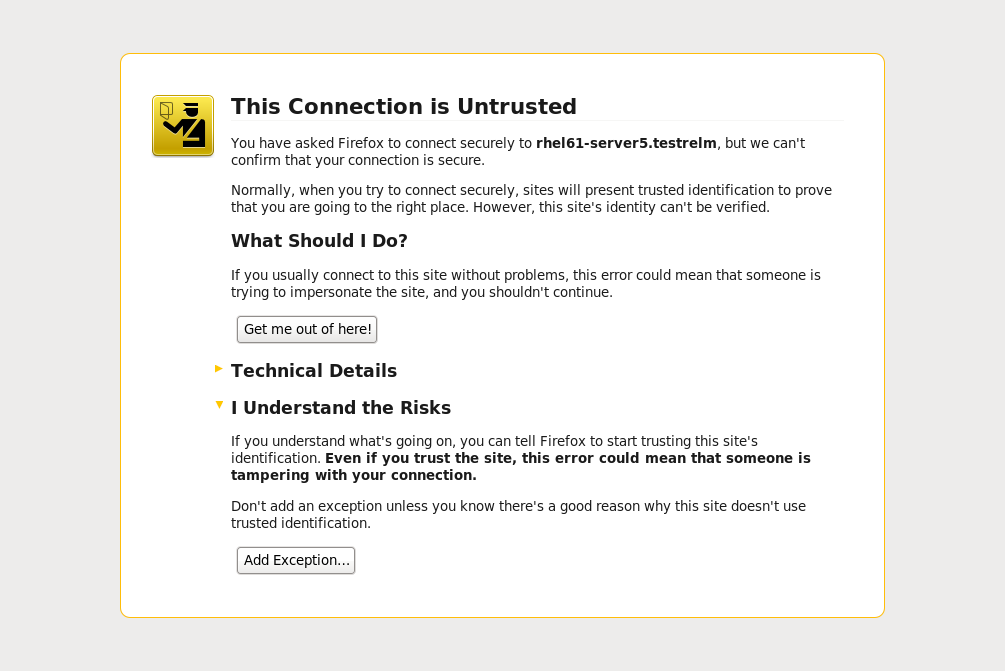 This Connection is Untrusted
You have asked Firefox to connect securely to rhel61-server5.testrelm, but we can't
confirm that your connection is secure.
Normally, when you try to connect securely, sites will present trusted identification to prove
that you are going to the right place. However, this site's identity can't be verified.
What Should I Do?
If you usually connect to this site without problems, this error could mean that someone is
trying to impersonate the site, and you shouldn't continue.
Get me out of here!
Technical Details
I Understand the Risks
If you understand what's going on, you can tell Firefox to start trusting this site's
identification. Even if you trust the site, this error could mean that someone is
tampering with your connection.
Don't add an exception unless you know there's a good reason why this site doesn't use
trusted identification.
Add Exception...